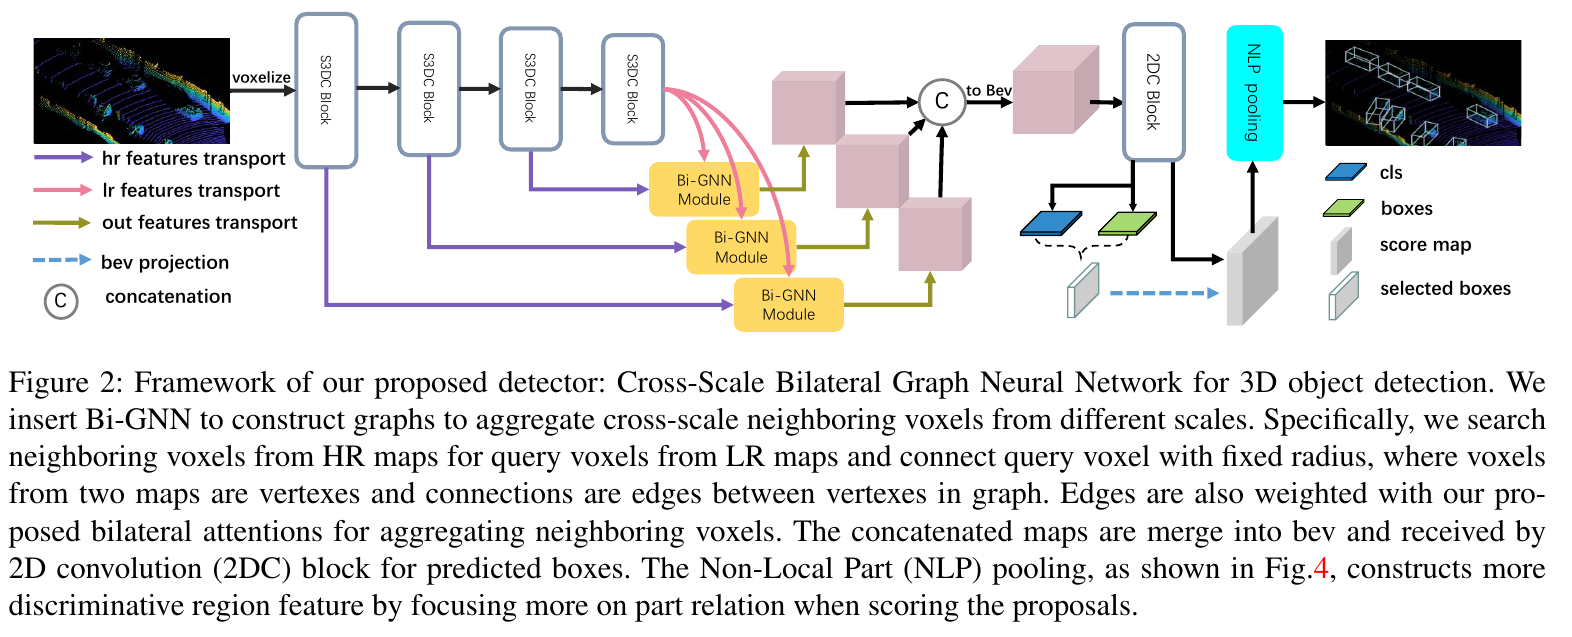 voxelize
S3DC Block
S3DC Block
S3DC Block
S3DC Block
hr features transport
lr features transport
out features transport
bev projection
C
concatenation
Bi-GNN
Module
Bi-GNN
Module
Bi-GNN
Module
C
to Bev
2DC Block
NLP pooling
cls
boxes
score map
selected boxes
Figure 2: Framework of our proposed detector: Cross-Scale Bilateral Graph Neural Network for 3D object detection. We
insert Bi-GNN to construct graphs to aggregate cross-scale neighboring voxels from different scales. Specifically, we search
neighboring voxels from HR maps for query voxels from LR maps and connect query voxel with fixed radius, where voxels
from two maps are vertexes and connections are edges between vertexes in graph. Edges are also weighted with our pro-
posed bilateral attentions for aggregating neighboring voxels. The concatenated maps are merge into bev and received by
2D convolution (2DC) block for predicted boxes. The Non-Local Part (NLP) pooling, as shown in Fig.4, constructs more
discriminative region feature by focusing more on part relation when scoring the proposals.